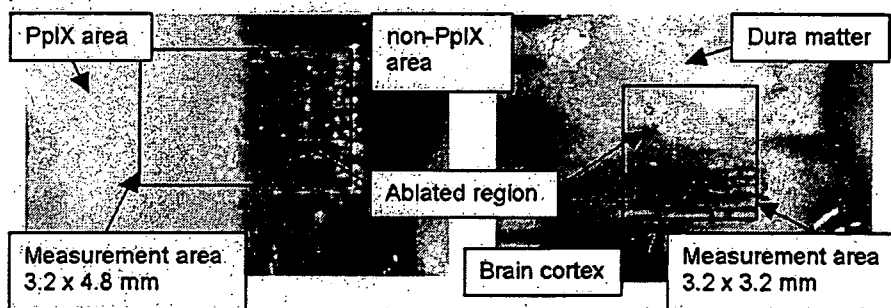 PpIX area
non-PpIX
area
Dura matter
Ablated region
Measurement area
3.2 x 4.8 mm
Brain cortex
Measurement area
3.2 x 3.2 mm